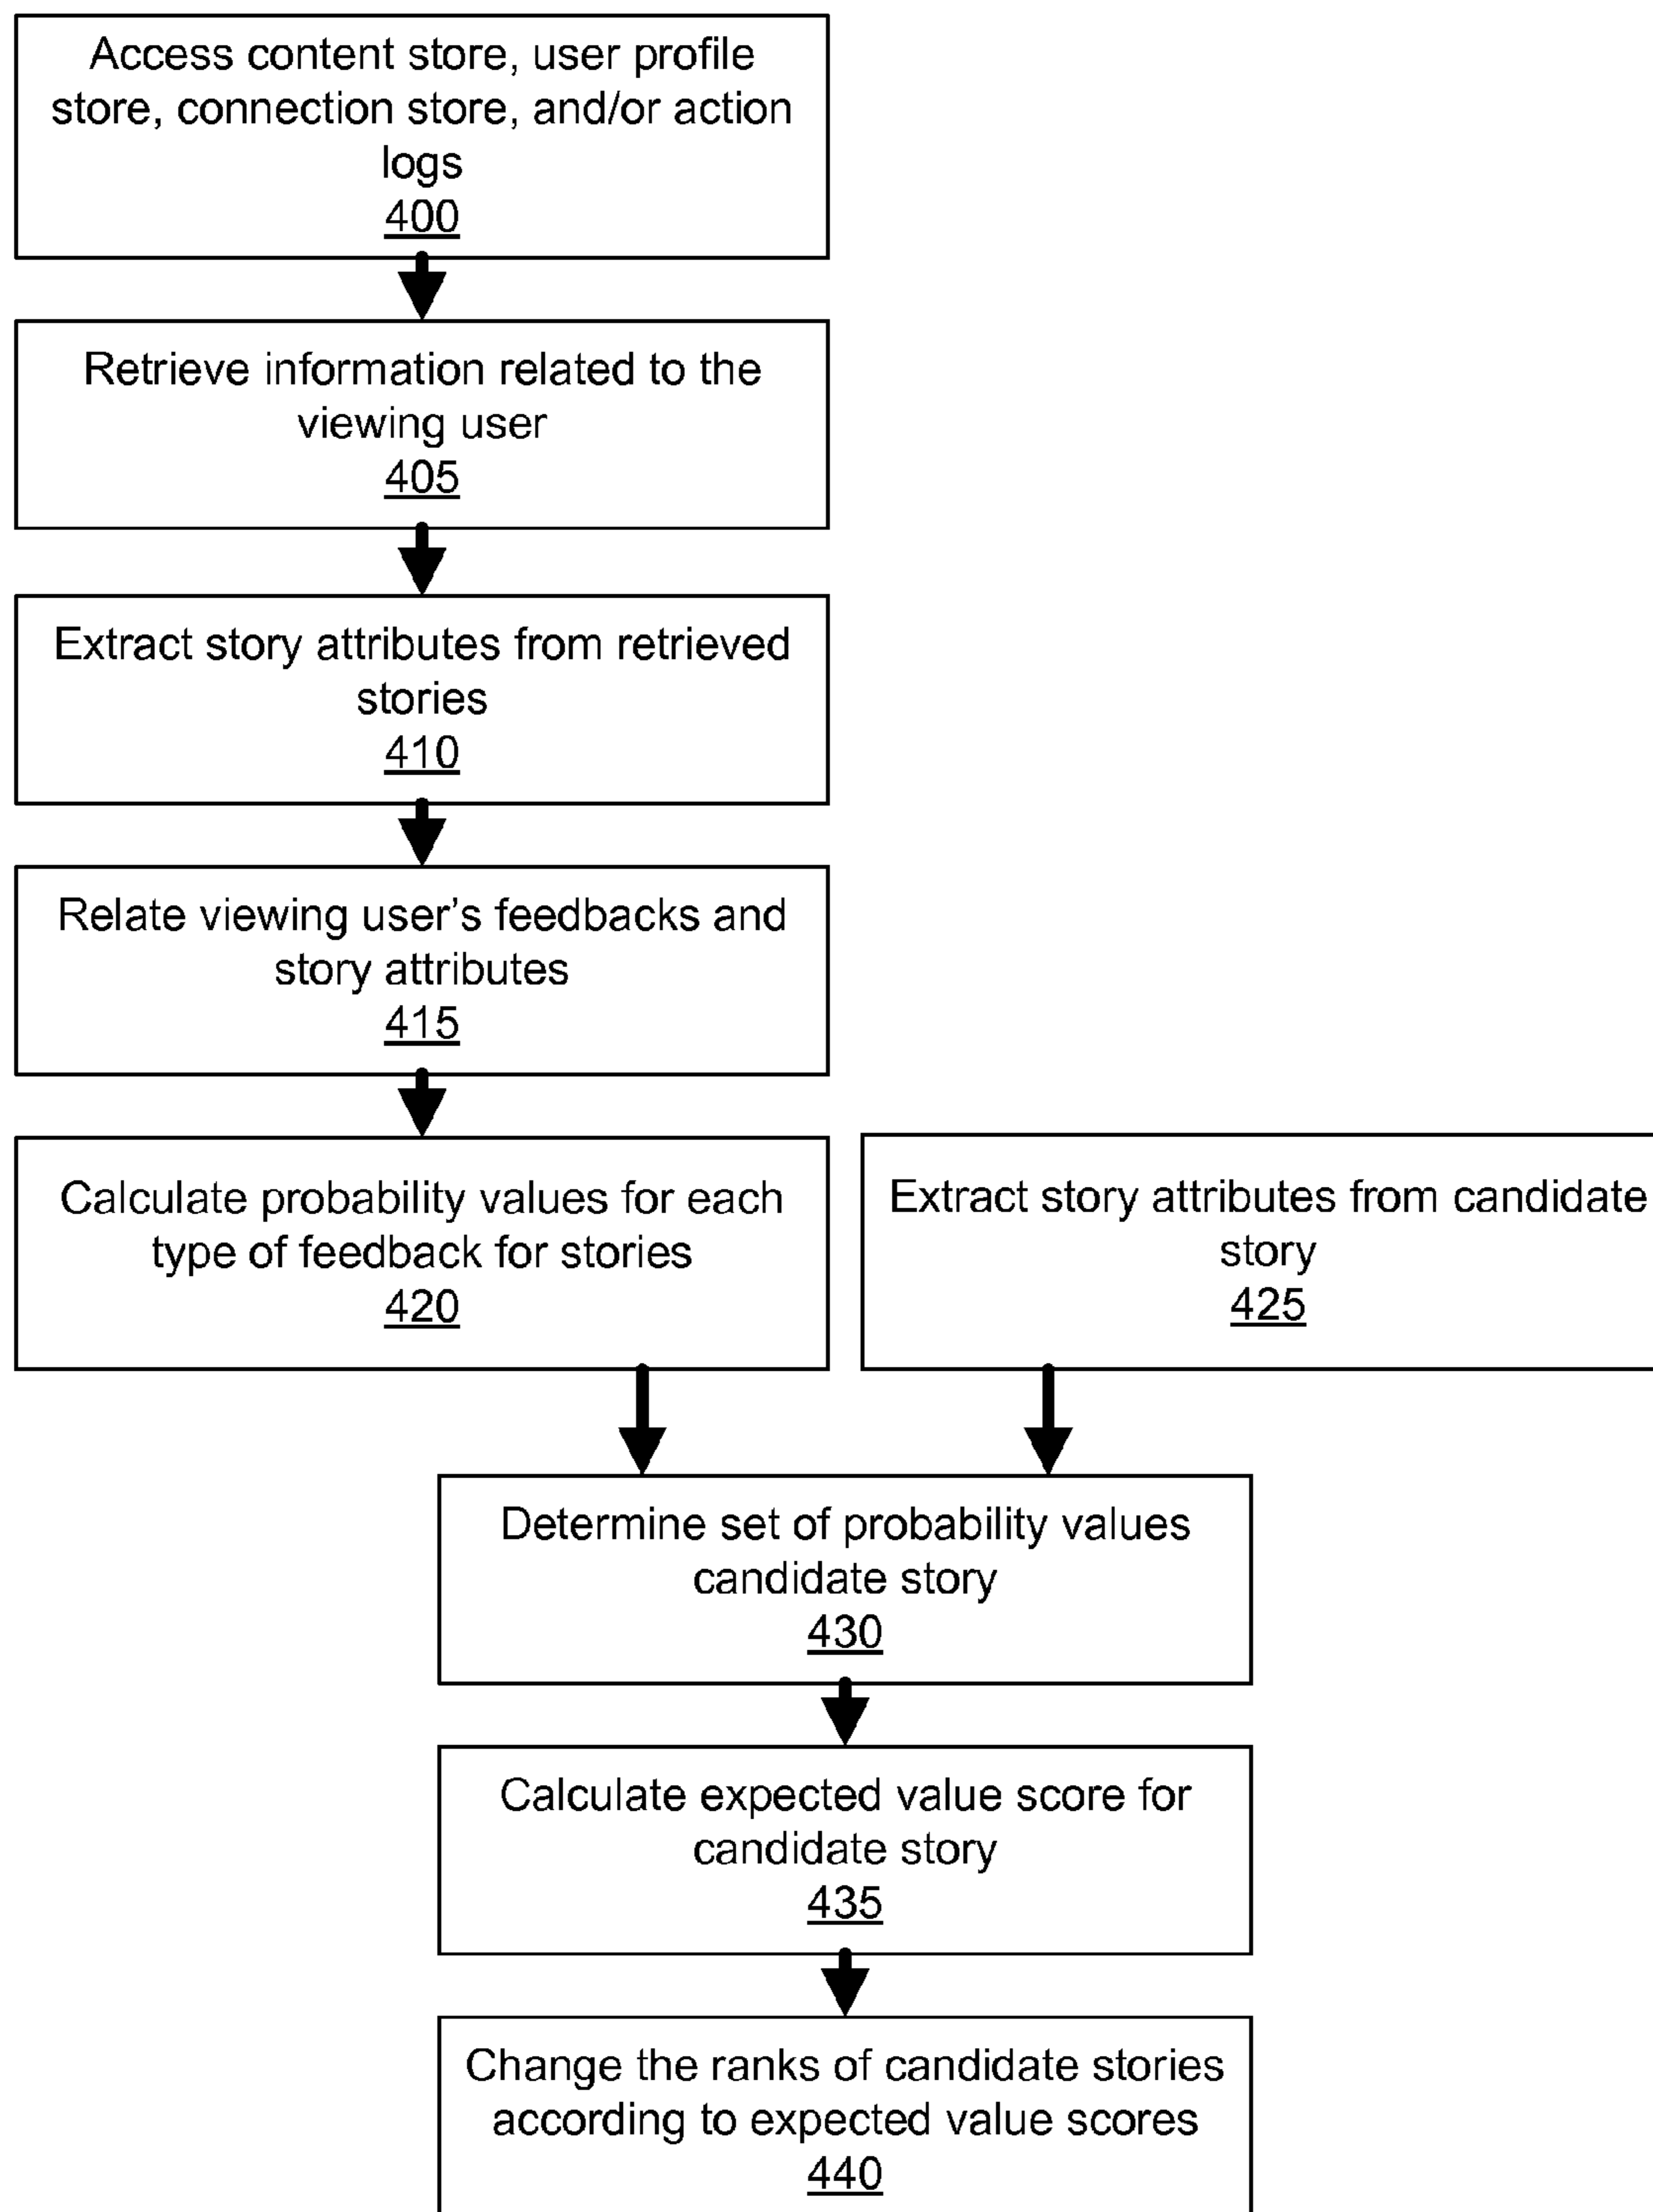 Access content store, user profile
store, connection store, and/or action
logs
400
Retrieve information related to the
viewing user
405
Extract story attributes from retrieved
stories
410
Relate viewing user's feedbacks and
story attributes
415
Calculate probability values for each
type of feedback for stories
420
Extract story attributes from candidate
story
425
Determine set of probability values
candidate story
430
Calculate expected value score for
candidate story
435
Change the ranks of candidate stories
according to expected value scores
440